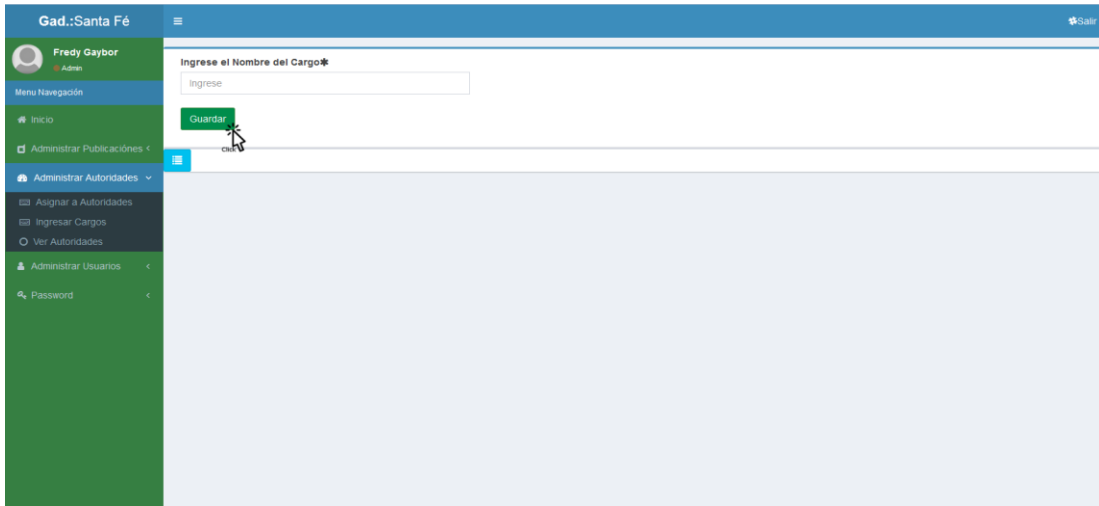 Gad.:Santa Fé
Salir
Fredy Gaybor
Admin
Menu Navegación
Inicio
Administrar Publicaciónes
Administrar Autoridades
Asignar a Autoridades
Ingresar Cargos
Ver Autoridades
Administrar Usuarios
Password
Ingrese el Nombre del Cargo✱
Ingrese
Guardar
Click